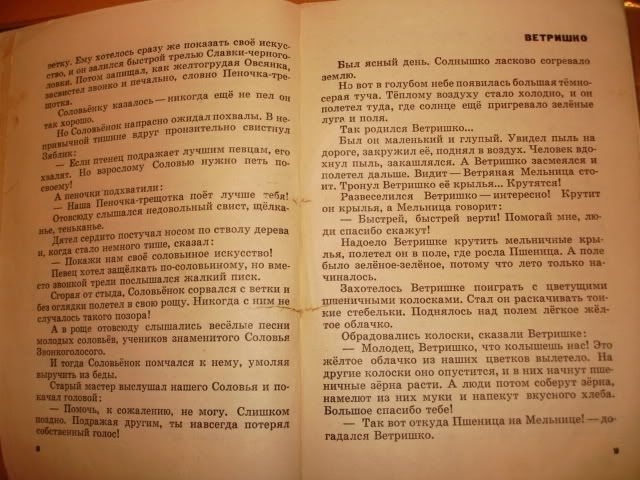 ветку. Ему хотелось сразу же показать своё искус-
ство, и он залился быстрой трелью Славки-черного-
ловки. Потом запищал, как желтогрудая Овсянка,
засвистел звонко и печально, словно Пеночка-тре-
щотка.
Соловьёнку казалось — никогда ещё не пел он
так хорошо.
Но Соловьёнок напрасно ожидал похвалы. В не-
привычной тишине вдруг пронзительно свистнул
Зяблик:
— Если птенец подражает лучшим певцам, его
хвалят. Но взрослому Соловью нужно петь по-
своему!
А пеночки подхватили:
— Наша Пеночка-трещотка поёт лучше тебя!
Отовсюду слышался недовольный свист, щёлка-
нье, теньканье.
Дятел сердито постучал носом по стволу дерева
и, когда стало немного тише, сказал:
— Покажи нам своё соловьиное искусство!
Певец хотел защёлкать по-соловьиному, но вме-
сто звонкой трели послышался жалкий писк.
Сгорая от стыда, Соловьёнок сорвался с ветки и
без оглядки полетел в свою рощу. Никогда с ним не
случалось такого позора!
А в роще отовсюду слышались весёлые песни
молодых соловьёв, учеников знаменитого Соловья
Звонкоголосого.
И тогда Соловьёнок помчался к нему, умоляя
выручить из беды.
Старый мастер выслушал нашего Соловья и по-
качал головой:
— Помочь, к сожалению, не могу. Слишком
поздно. Подражая другим, ты навсегда потерял
собственный голос!
8
ВЕТРИШКО
Был ясный день. Солнышко ласково согревало
землю.
Но вот в голубом небе появилась большая тёмно-
серая туча. Тёплому воздуху стало холодно, и он
полетел туда, где солнце ещё пригревало зелёные
луга и поля.
Так родился Ветришко...
Был он маленький и глупый. Увидел пыль на
дороге, закружил её, поднял в воздух. Человек вдо-
хнул пыль, закашлялся. А Ветришко засмеялся и
полетел дальше. Видит — Ветряная Мельница сто-
ит. Тронул Ветришко её крылья... Крутятся!
Развеселился Ветришко — интересно! Крутит
он крылья, а Мельница говорит:
— Быстрей, быстрей верти! Помогай мне, лю-
ди спасибо скажут!
Надоело Ветришке крутить мельничные кры-
лья, полетел он в поле, где росла Пшеница. А поле
было зелёное-зелёное, потому что лето только на-
чиналось.
Захотелось Ветришке поиграть с цветущими
пшеничными колосками. Стал он раскачивать тон-
кие стебельки. Поднялось над полем лёгкое жёл-
тое облачко.
Обрадовались колоски, сказали Ветришке:
— Молодец, Ветришко, что колышешь нас! Это
жёлтое облачко из наших цветков вылетело. На
другие колоски оно опустится, и в них начнут пше-
ничные зёрна расти. А люди потом соберут зёрна,
намелют из них муки и напекут вкусного хлеба.
Большое спасибо тебе!
— Так вот откуда Пшеница на Мельнице! — до-
гадался Ветришко.
9